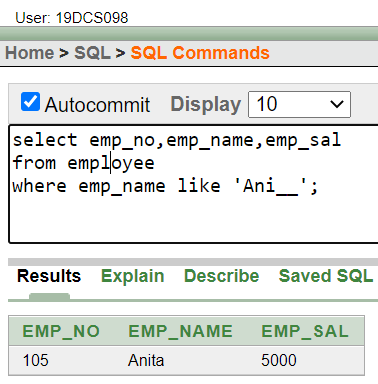 User: 19DCS098
Home > SQL > SQL Commands
Autocommit Display 10
select emp_no,emp_name,emp_sal
from employee
where emp_name like 'Ani__';
Results Explain Describe Saved SQL
EMP_NO EMP_NAME EMP_SAL
105 Anita 5000